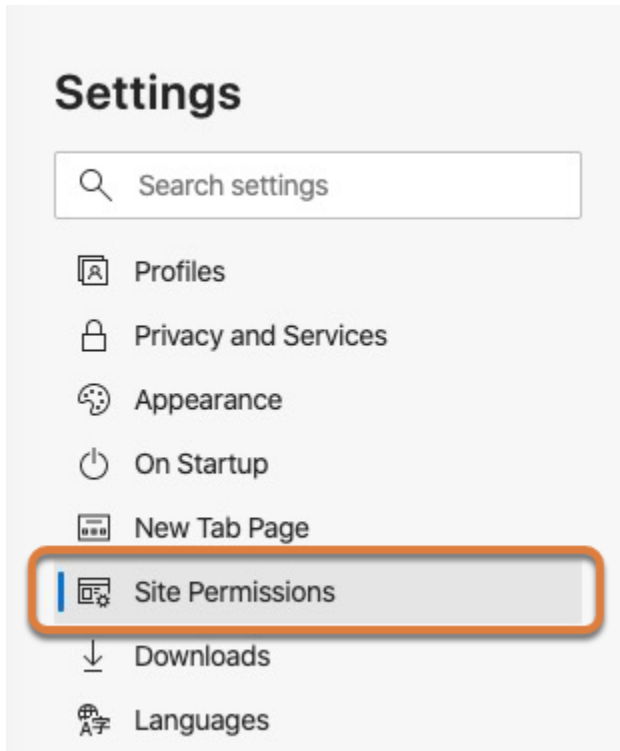 Settings
Search settings
Profiles
Privacy and Services
Appearance
On Startup
New Tab Page
Site Permissions
Downloads
Languages